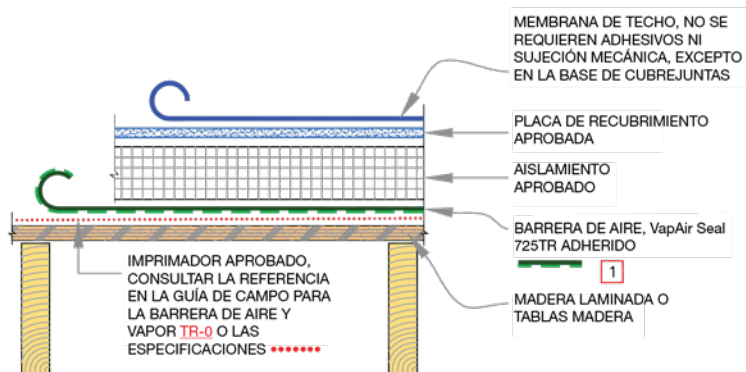 MEMBRANA DE TECHO, NO SE
REQUIEREN ADHESIVOS NI
SUJECIÓN MECÁNICA, EXCEPTO
EN LA BASE DE CUBREJUNTAS
PLACA DE RECUBRIMIENTO
APROBADA
AISLAMIENTO
APROBADO
BARRERA DE AIRE, VapAir Seal
725TR ADHERIDO
1
MADERA LAMINADA O
TABLAS MADERA
IMPRIMADOR APROBADO,
CONSULTAR LA REFERENCIA
EN LA GUÍA DE CAMPO PARA
LA BARRERA DE AIRE Y
VAPOR TR-0 O LAS
ESPECIFICACIONES